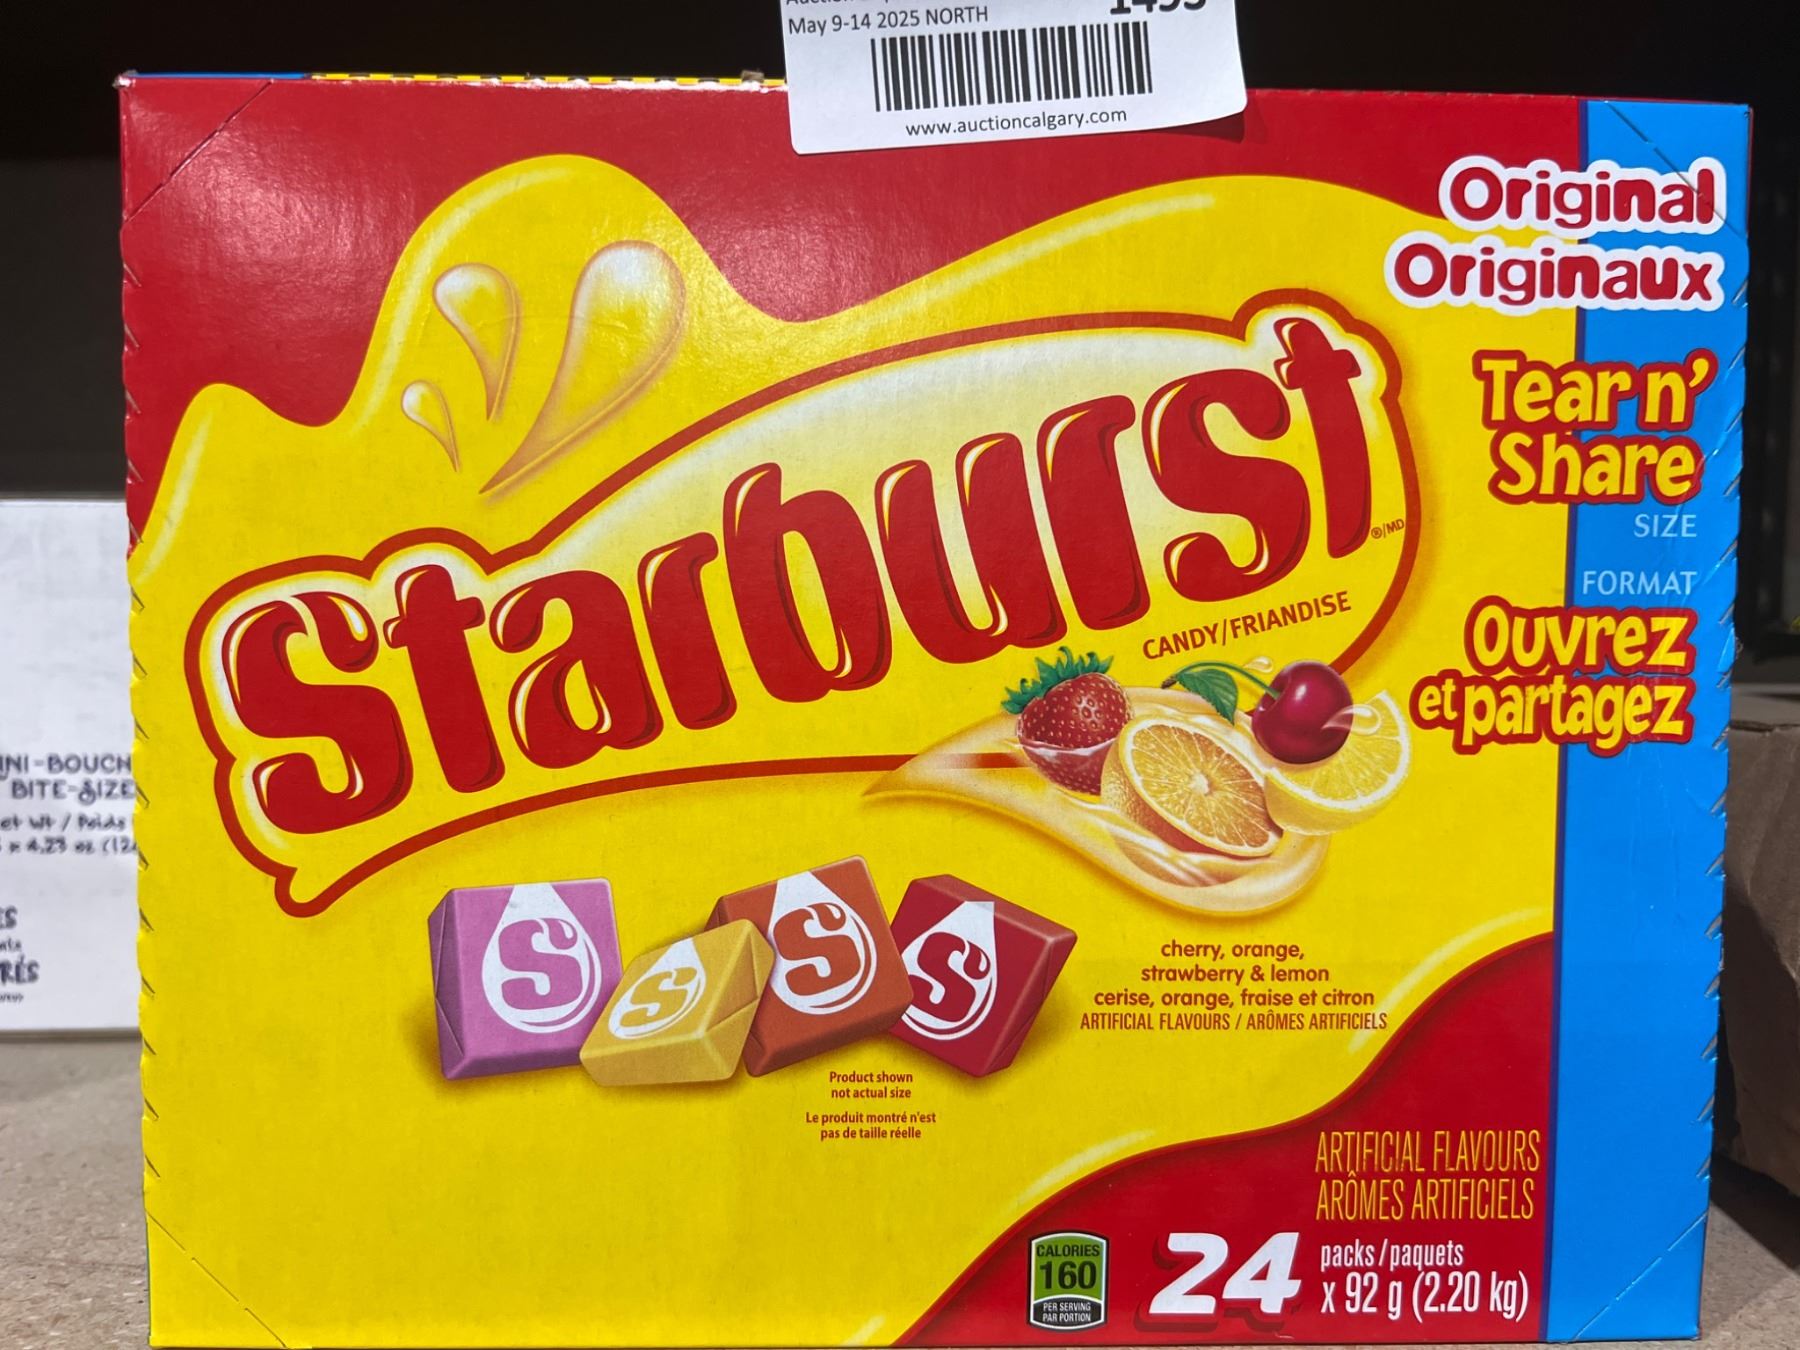 May 9-14 2025 NORTH
www.auctioncalgary.com
Original
Originaux
Tear n'
Share
SIZE
FORMAT
Ouvrez
et partagez
Starburst
®/MD
CANDY/FRIANDISE
S
S
S
S
cherry, orange,
strawberry & lemon
cerise, orange, fraise et citron
ARTIFICIAL FLAVOURS / ARÔMES ARTIFICIELS
Product shown
not actual size
Le produit montré n'est
pas de taille réelle
ARTIFICIAL FLAVOURS
ARÔMES ARTIFICIELS
CALORIES
160
PER SERVING
PAR PORTION
24 packs/paquets
x 92 g (2.20 kg)
BITE-SIZE